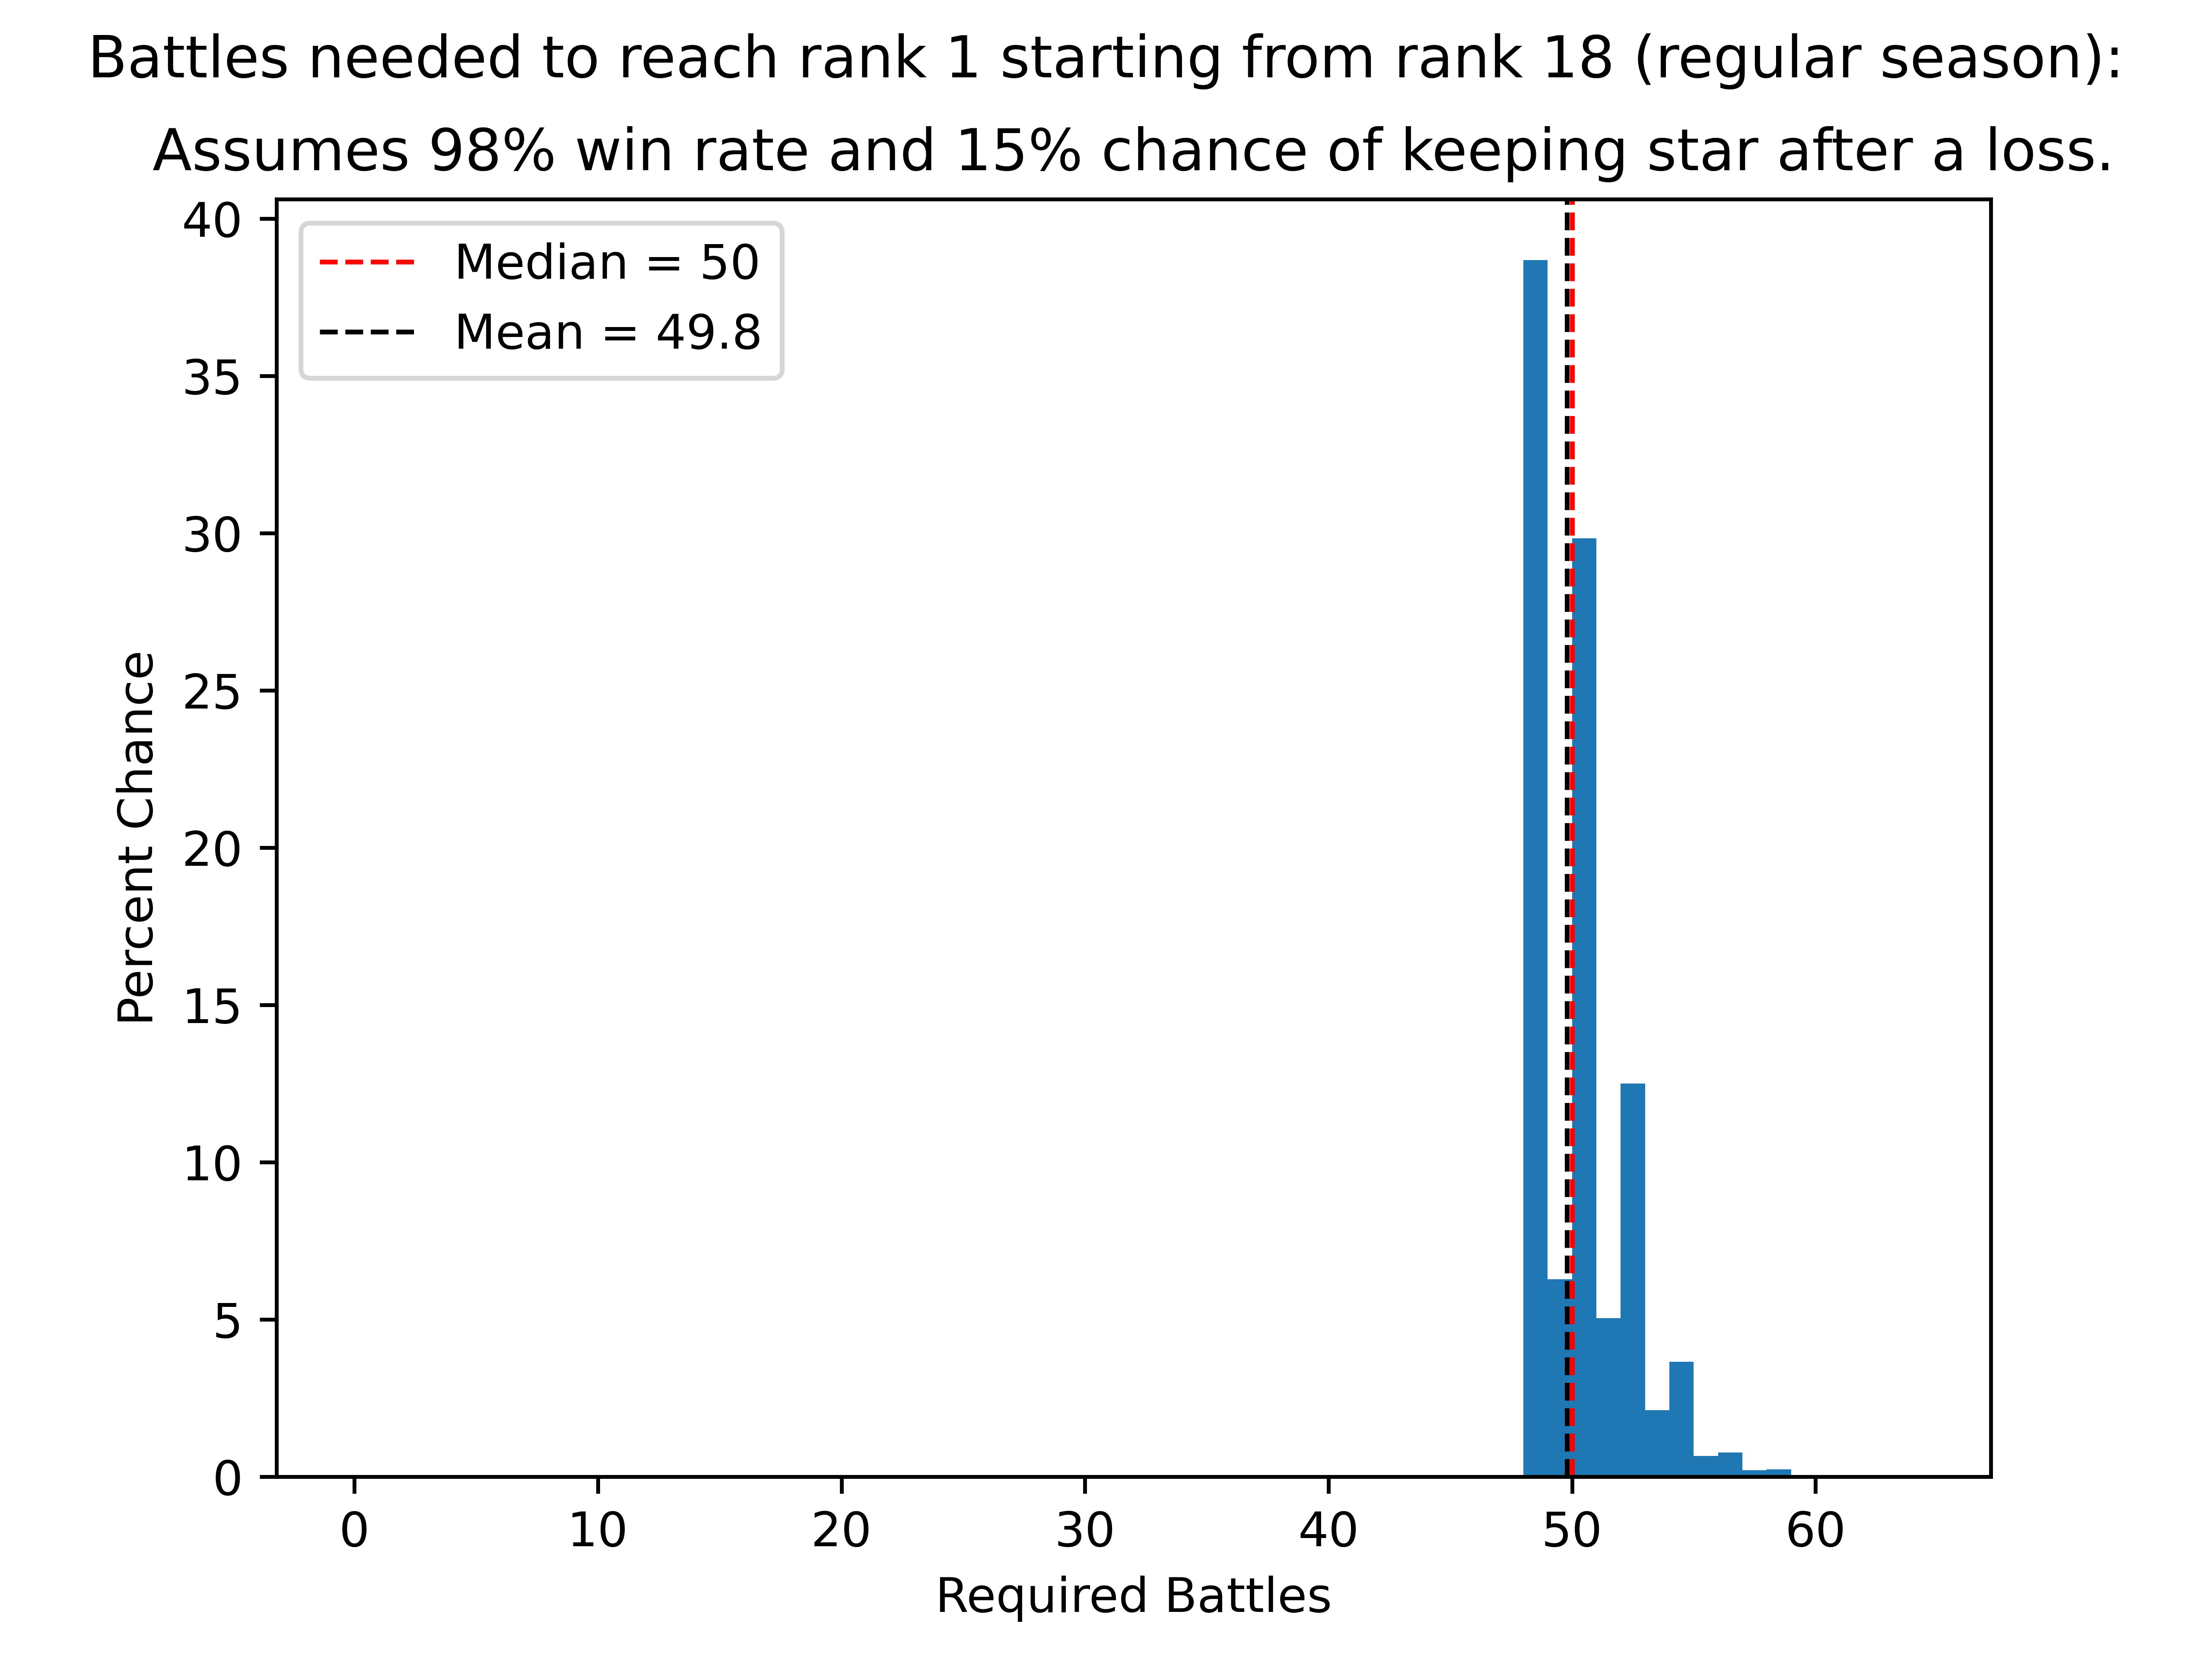 Battles needed to reach rank 1 starting from rank 18 (regular season):
Assumes 98% win rate and 15% chance of keeping star after a loss.
Median = 50
Mean = 49.8
40
35
30
25
20
15
10
5
0
Percent Chance
0 10 20 30 40 50 60
Required Battles